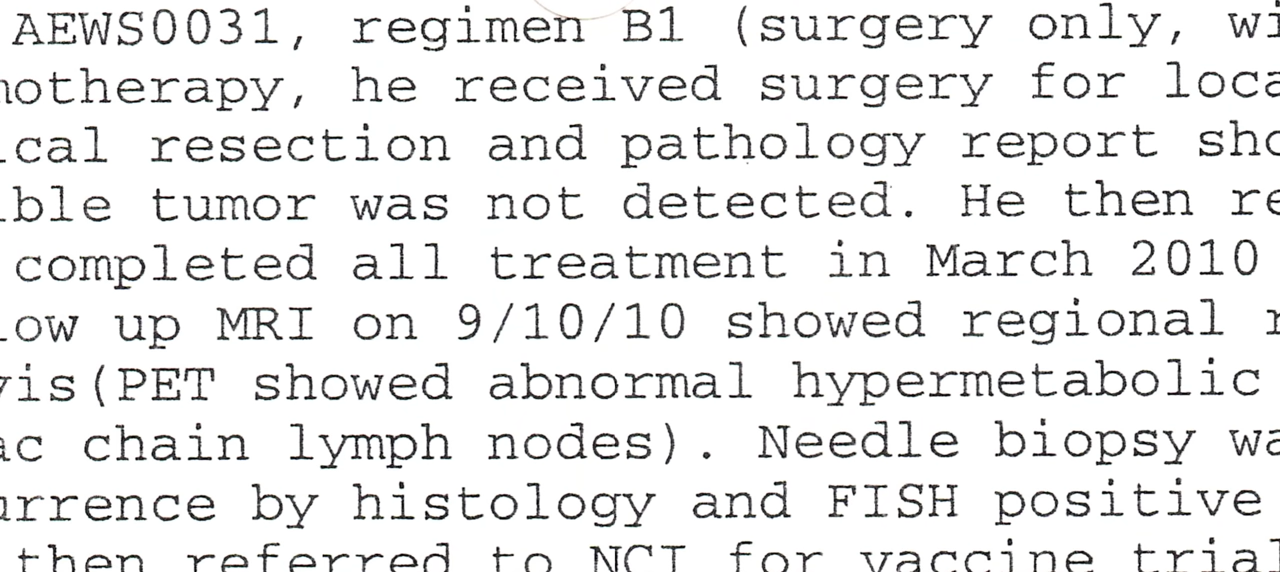 AEWS0031, regimen B1 (surgery only, wi
notherapy, he received surgery for loca
ical resection and pathology report sho
ible tumor was not detected. He then re
completed all treatment in March 2010
low up MRI on 9/10/10 showed regional r
vis(PET showed abnormal hypermetabolic
ac chain lymph nodes). Needle biopsy wa
urrence by histology and FISH positive
then referred to NCI for vaccine trial